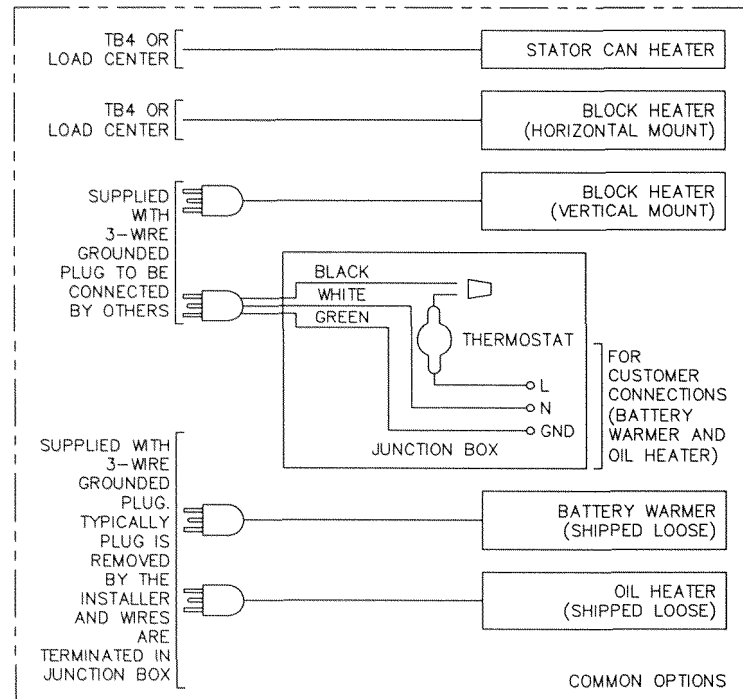 TB4 OR
LOAD CENTER
STATOR CAN HEATER
TB4 OR
LOAD CENTER
BLOCK HEATER
(HORIZONTAL MOUNT)
SUPPLIED
WITH
3-WIRE
GROUNDED
PLUG TO BE
CONNECTED
BY OTHERS
BLOCK HEATER
(VERTICAL MOUNT)
BLACK
WHITE
GREEN
THERMOSTAT
L
N
GND
JUNCTION BOX
FOR
CUSTOMER
CONNECTIONS
(BATTERY
WARMER AND
OIL HEATER)
SUPPLIED WITH
3-WIRE
GROUNDED
PLUG.
TYPICALLY
PLUG IS
REMOVED
BY THE
INSTALLER
AND WIRES
ARE
TERMINATED IN
JUNCTION BOX
BATTERY WARMER
(SHIPPED LOOSE)
OIL HEATER
(SHIPPED LOOSE)
COMMON OPTIONS